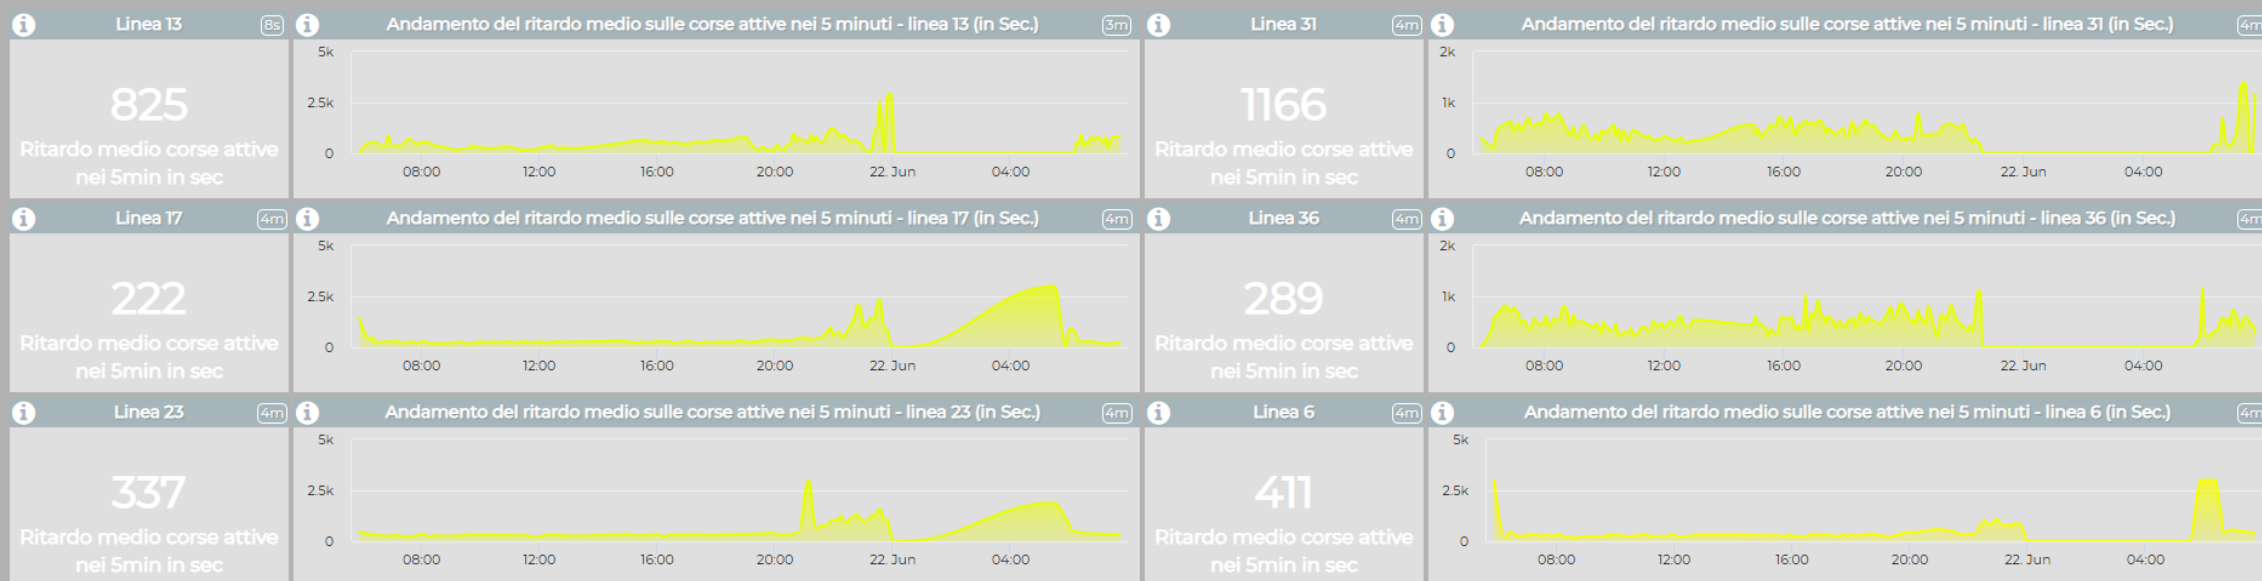 Linea 13 8s
Andamento del ritardo medio sulle corse attive nei 5 minuti - linea 13 (in Sec.) 3m
825
Ritardo medio corse attive
nei 5min in sec
5k
2.5k
0
08:00 12:00 16:00 20:00 22. Jun 04:00
Linea 31 4m
Andamento del ritardo medio sulle corse attive nei 5 minuti - linea 31 (in Sec.) 4m
1166
Ritardo medio corse attive
nei 5min in sec
2k
1k
0
08:00 12:00 16:00 20:00 22. Jun 04:00
Linea 17 4m
Andamento del ritardo medio sulle corse attive nei 5 minuti - linea 17 (in Sec.) 4m
222
Ritardo medio corse attive
nei 5min in sec
5k
2.5k
0
08:00 12:00 16:00 20:00 22. Jun 04:00
Linea 36 4m
Andamento del ritardo medio sulle corse attive nei 5 minuti - linea 36 (in Sec.) 4m
289
Ritardo medio corse attive
nei 5min in sec
2k
1k
0
08:00 12:00 16:00 20:00 22. Jun 04:00
Linea 23 4m
Andamento del ritardo medio sulle corse attive nei 5 minuti - linea 23 (in Sec.) 4m
337
Ritardo medio corse attive
nei 5min in sec
5k
2.5k
0
08:00 12:00 16:00 20:00 22. Jun 04:00
Linea 6 4m
Andamento del ritardo medio sulle corse attive nei 5 minuti - linea 6 (in Sec.) 4m
411
Ritardo medio corse attive
nei 5min in sec
5k
2.5k
0
08:00 12:00 16:00 20:00 22. Jun 04:00